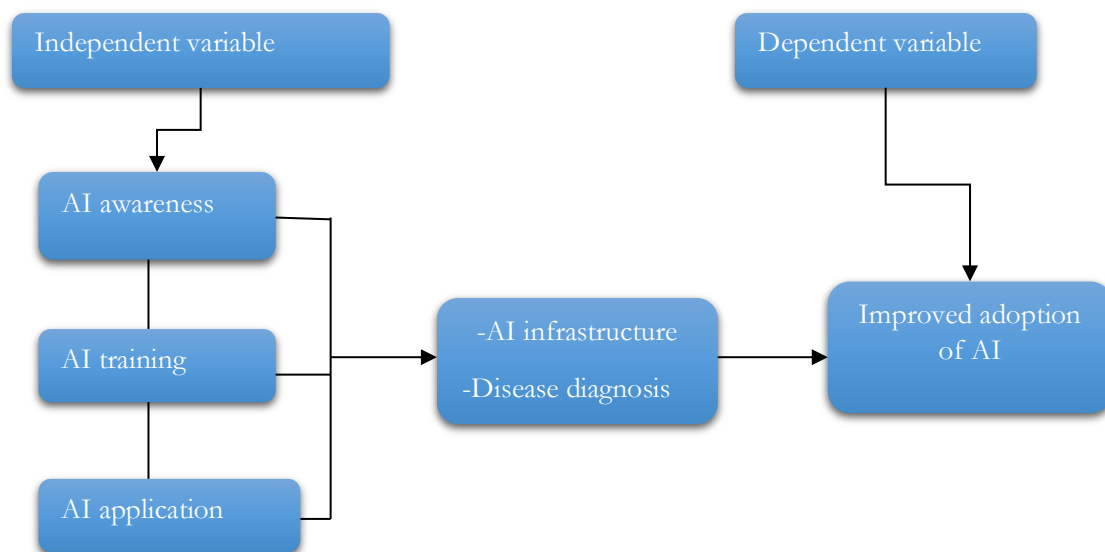 Independent variable
Dependent variable
AI awareness
AI training
AI application
-AI infrastructure
-Disease diagnosis
Improved adoption
of AI